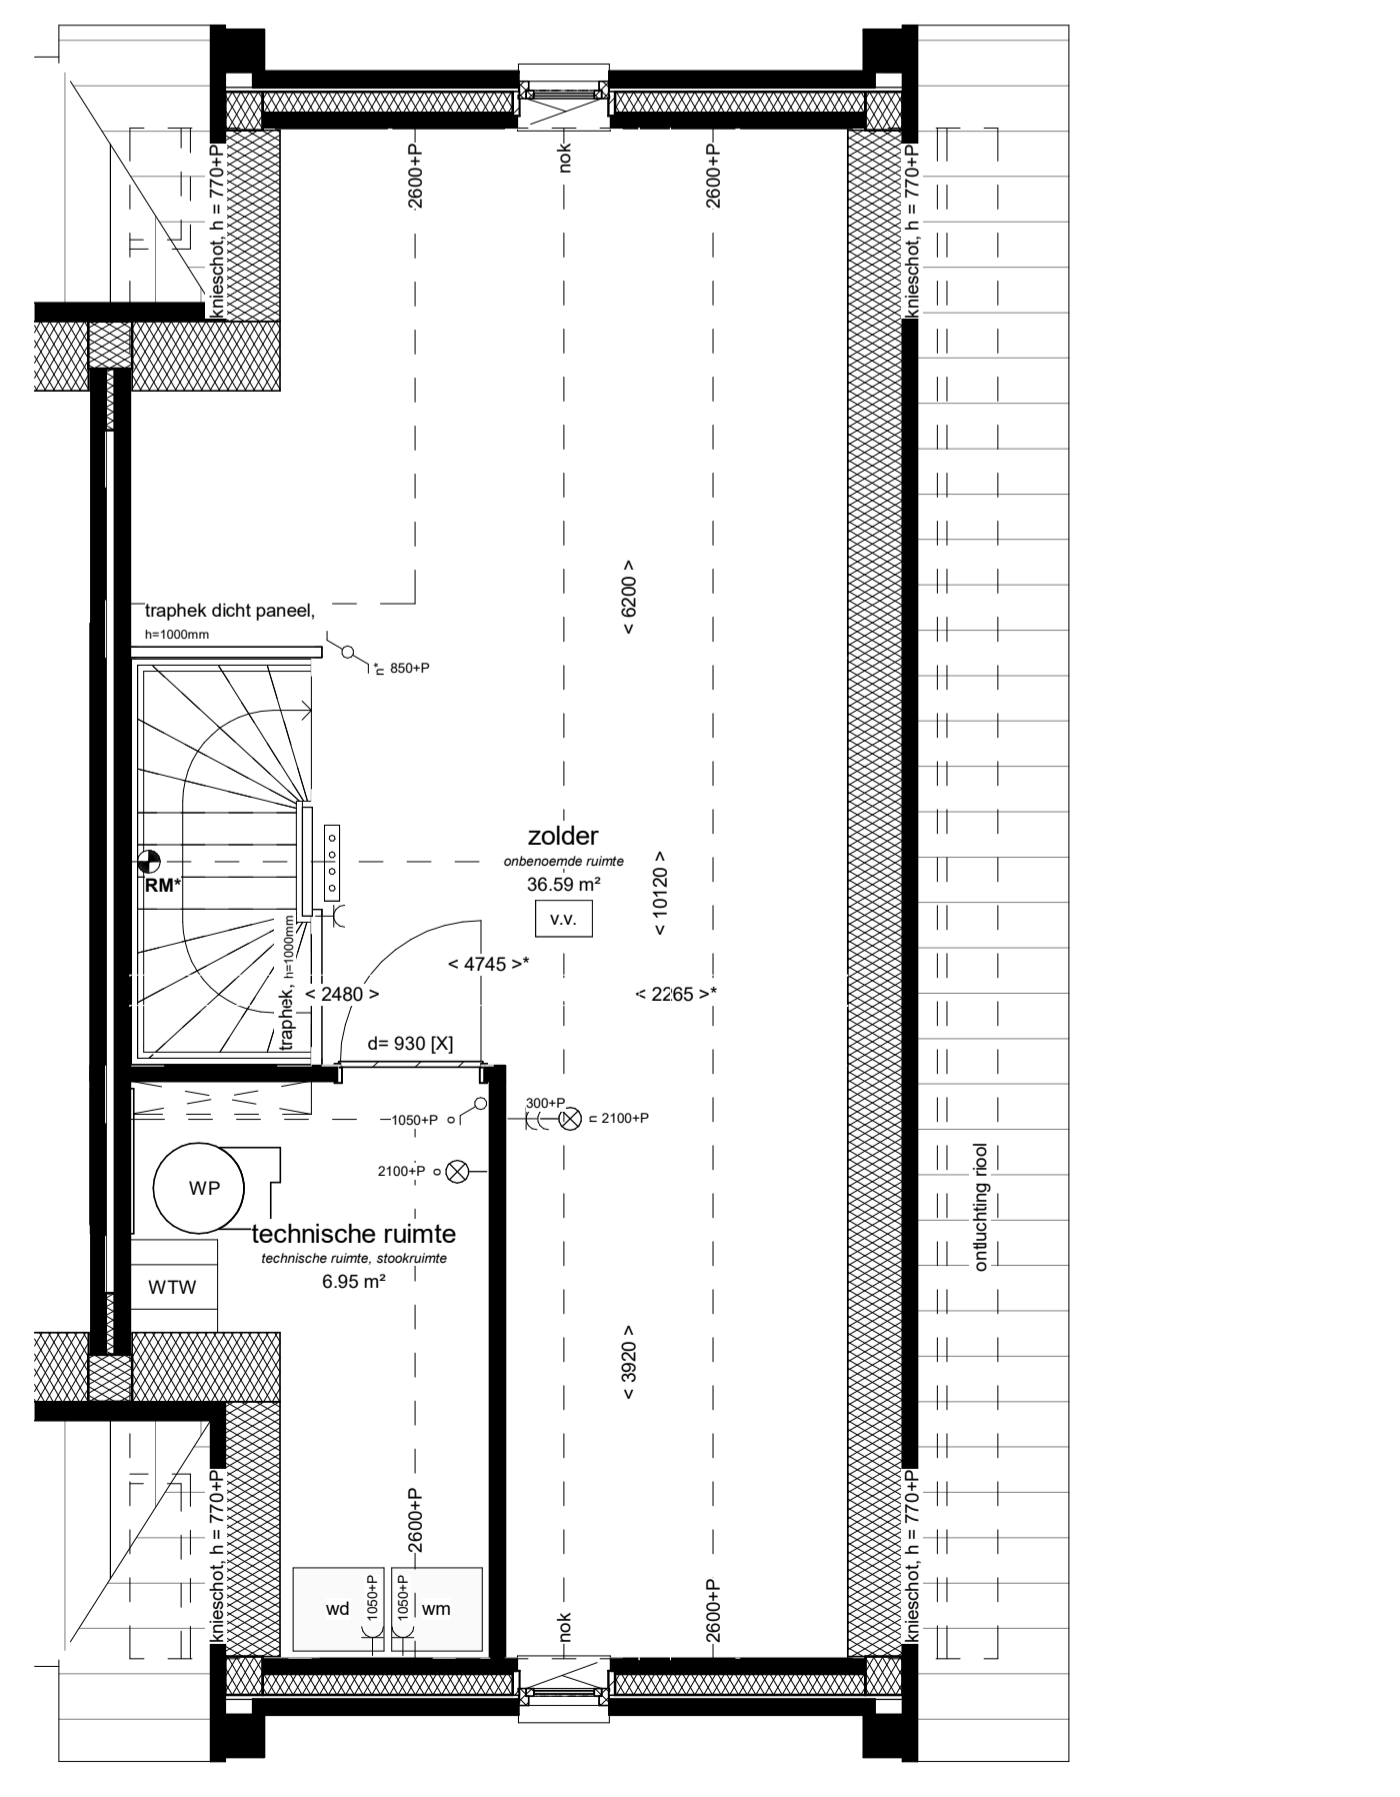 2600+P
nok
2600+P
knieschot, h = 770+P
knieschot, h = 770+P
traphek dicht paneel,
h=1000mm
850+P
< 6200 >
zolder
onbenoemde ruimte
36.59 m²
v.v.
RM*
< 10120 >
traphek, h=1000mm
< 4745 >*
< 2480 >
< 2265 >*
d= 930 [X]
300+P
1050+P
2100+P
2100+P
WP
technische ruimte
technische ruimte, stookruimte
6.95 m²
WTW
ontluchting riool
< 3920 >
2600+P
knieschot, h = 770+P
knieschot, h = 770+P
wd
1050+P
1050+P
wm
nok
2600+P